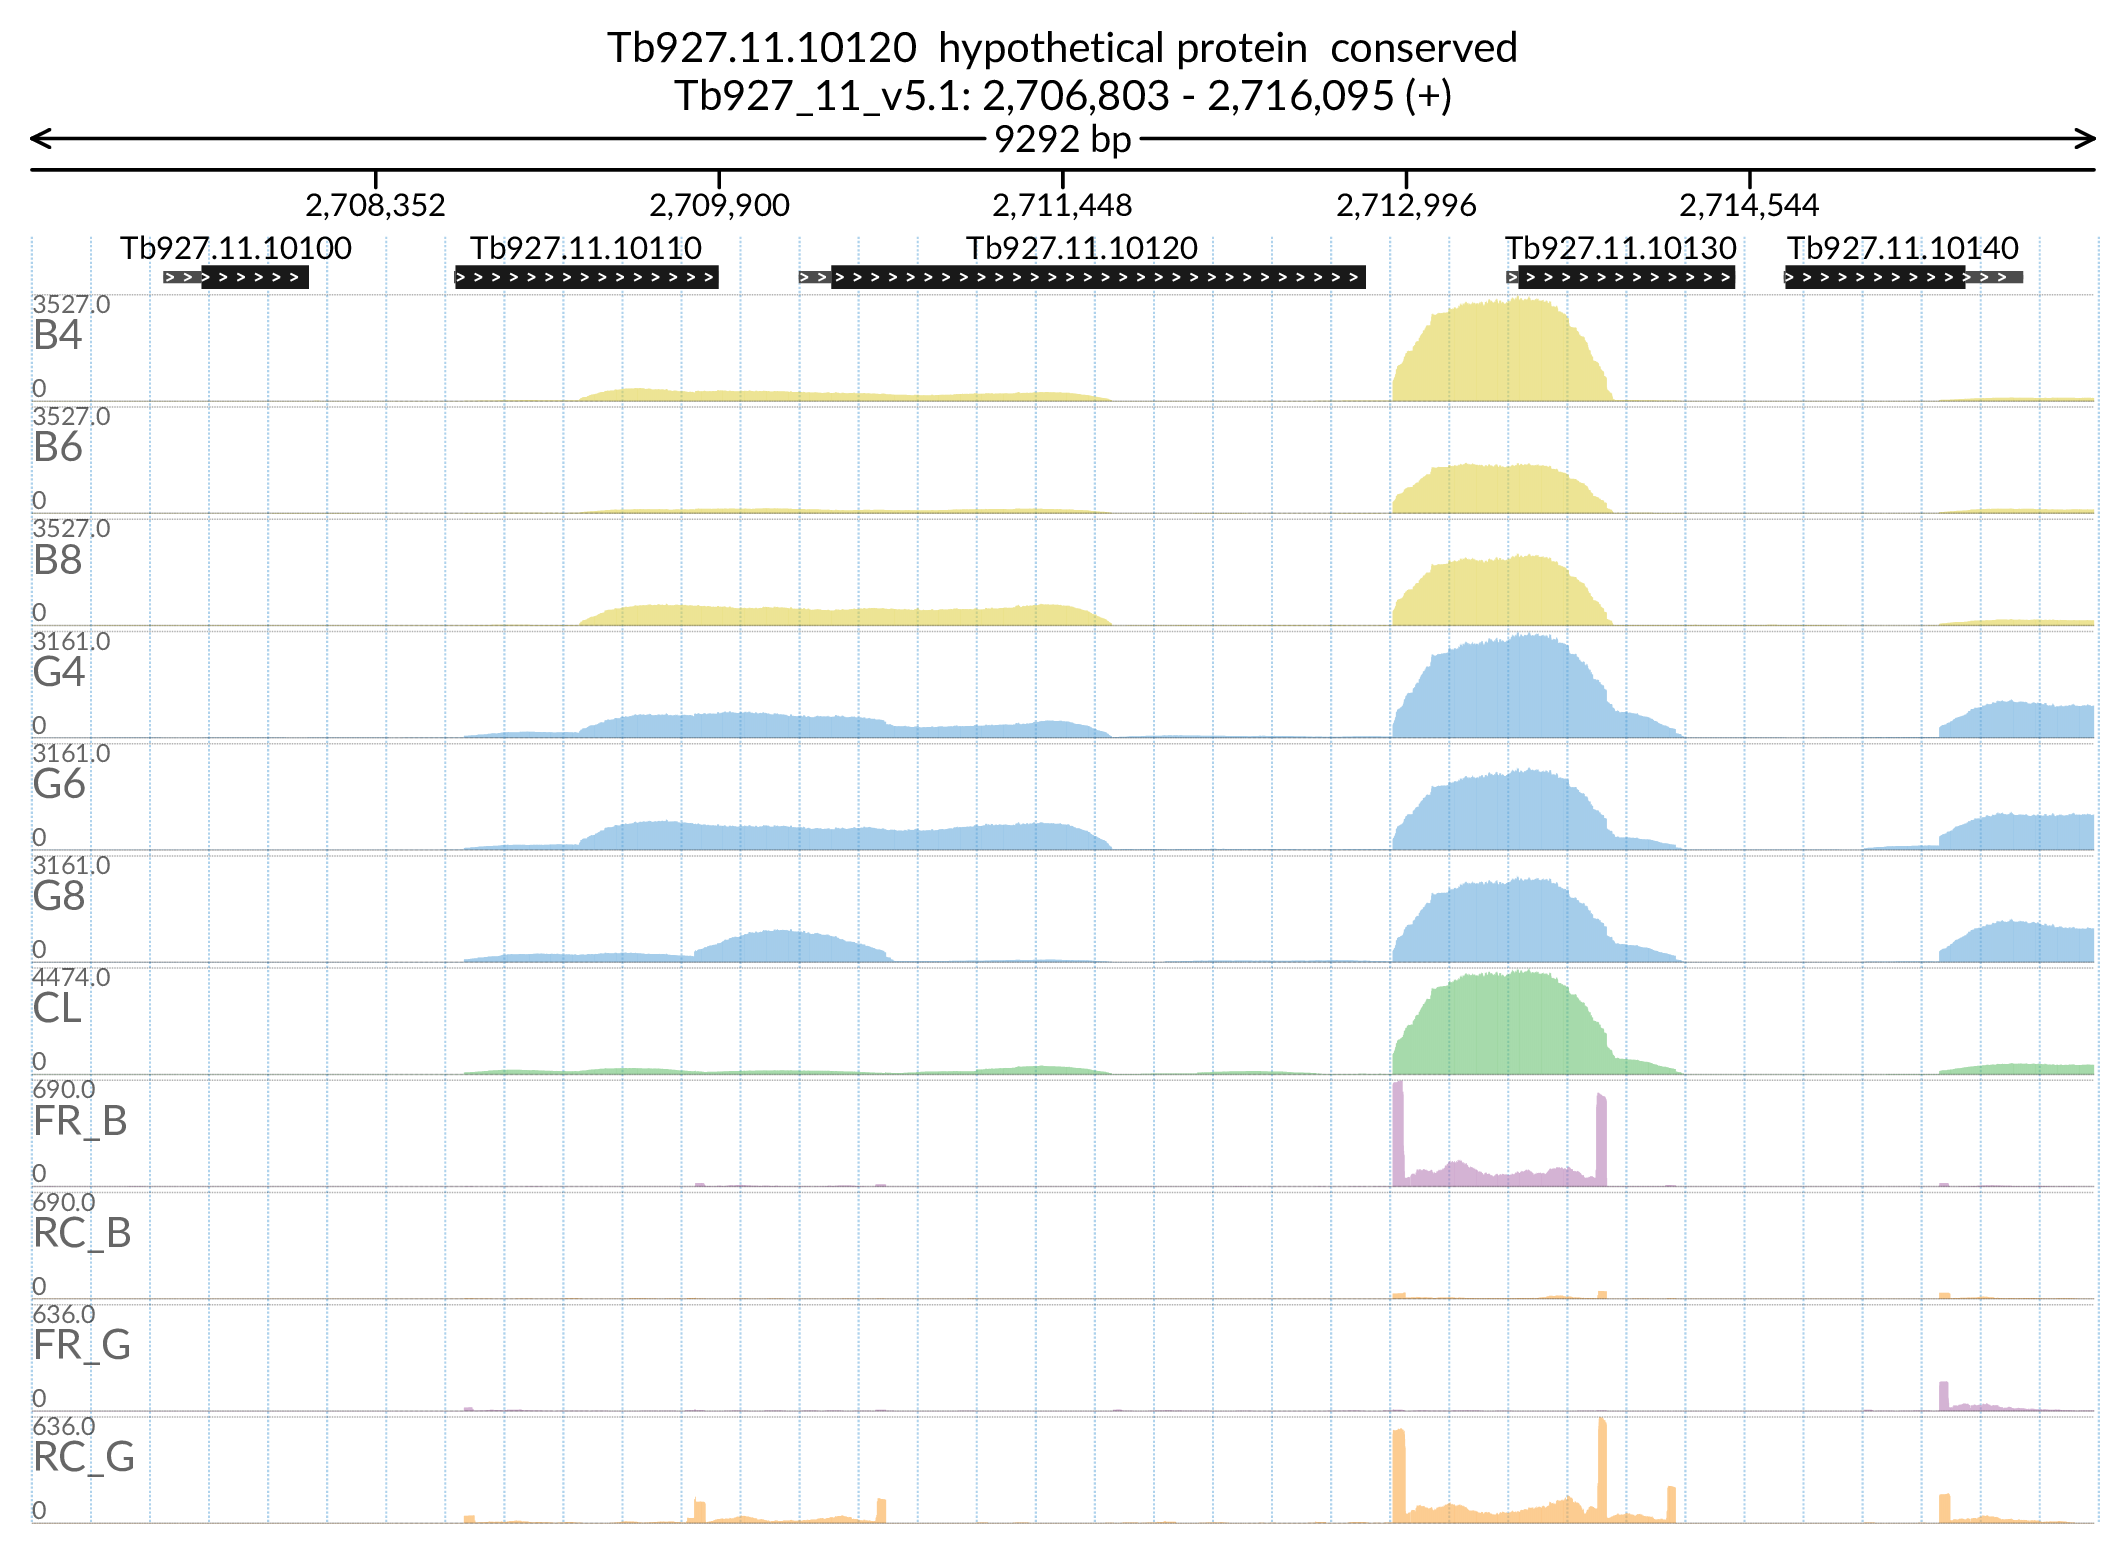 Tb927.11.10120  hypothetical protein  conserved
Tb927_11_v5.1: 2,706,803 - 2,716,095 (+)
9292 bp
2,708,352 2,709,900 2,711,448 2,712,996 2,714,544
Tb927.11.10100 Tb927.11.10110 Tb927.11.10120 Tb927.11.10130 Tb927.11.10140
3527.0
B4
0
3527.0
B6
0
3527.0
B8
0
3161.0
G4
0
3161.0
G6
0
3161.0
G8
0
4474.0
CL
0
690.0
FR_B
0
690.0
RC_B
0
636.0
FR_G
0
636.0
RC_G
0